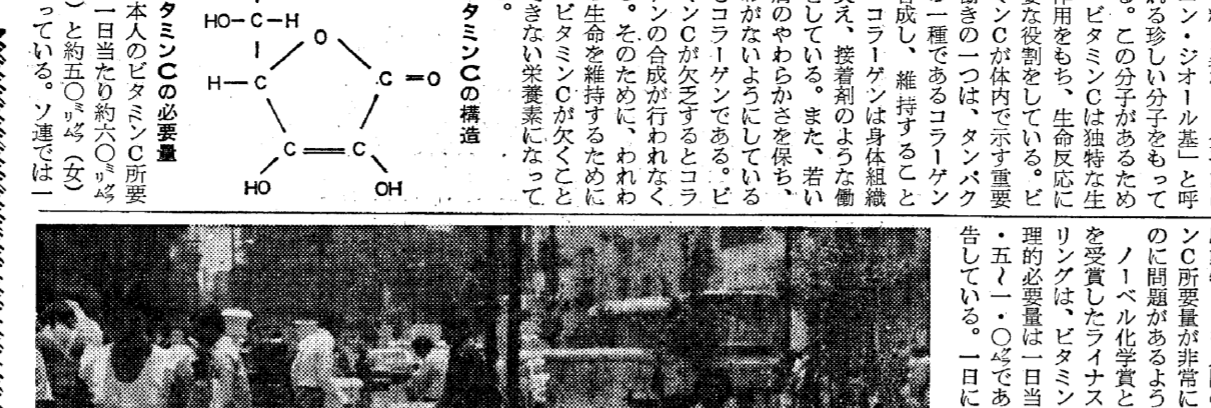 ン・ジオール基」と呼
れる珍しい分子をもって
る。この分子があるため
ビタミンCは独特な生
作用をもち、生命反応に
要な役割をしている。ビ
ミンCが体内で示す重要
働きの一つは、タンパク
一種であるコラーゲン
合成し、維持すること
コラーゲンは身体組織
支え、接着剤のような働
をしている。また、若い
のやわらかさを保ち、
がないようにしている
もコラーゲンである。ビ
ミンCが欠乏するとコラ
ンの合成が行われなく
。そのために、われわ
生命を維持するために
ビタミンCが欠くこと
きない栄養素になって
。
タミンCの構造
HO－C－H
O
H－C
C＝O
C＝C
HO
OH
タミンCの必要量
本人のビタミンC所要
一日当たり約六〇ミリグラム
）と約五〇ミリグラム（女）
っている。ソ連では一
ンC所要量が非常に
のに問題があるよう
ノーベル化学賞と
を受賞したライナス
リングは、ビタミン
理的必要量は一日当
・五〜一・〇グラムであ
告している。一日に